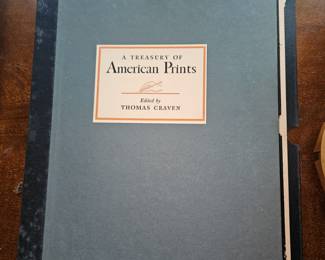 A TREASURY OF
American Prints
Edited by
THOMAS CRAVEN